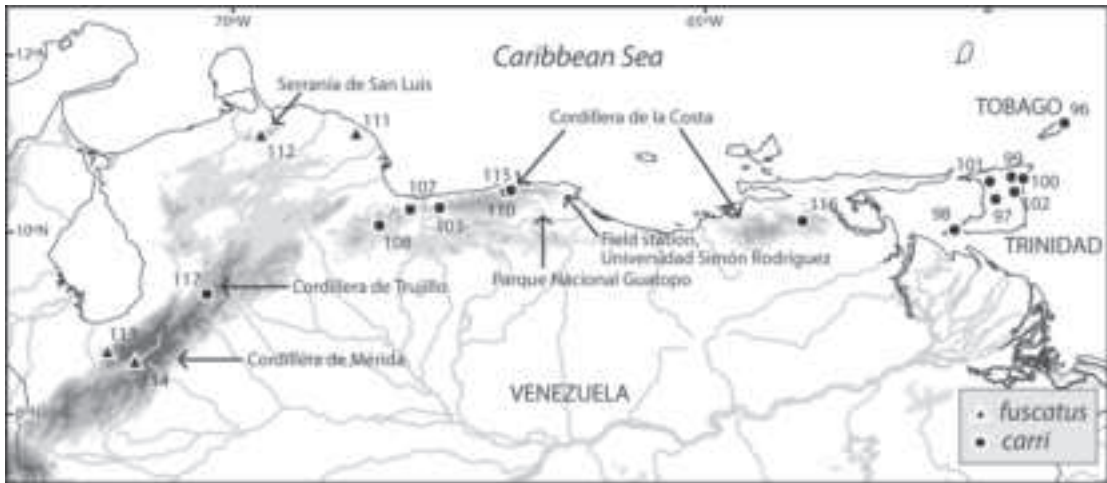 70°W
12°N
Caribbean Sea
Serranía de San Luis
TOBAGO
96
Cordillera de la Costa
111
112
101
99
115
107
100
110
103
102
97
116
98
10°N
108
Field station,
Universidad Simón Rodríguez
TRINIDAD
Parque Nacional Guatopo
117
Cordillera de Trujillo
Cordillera de Mérida
114
VENEZUELA
fuscatus
carri